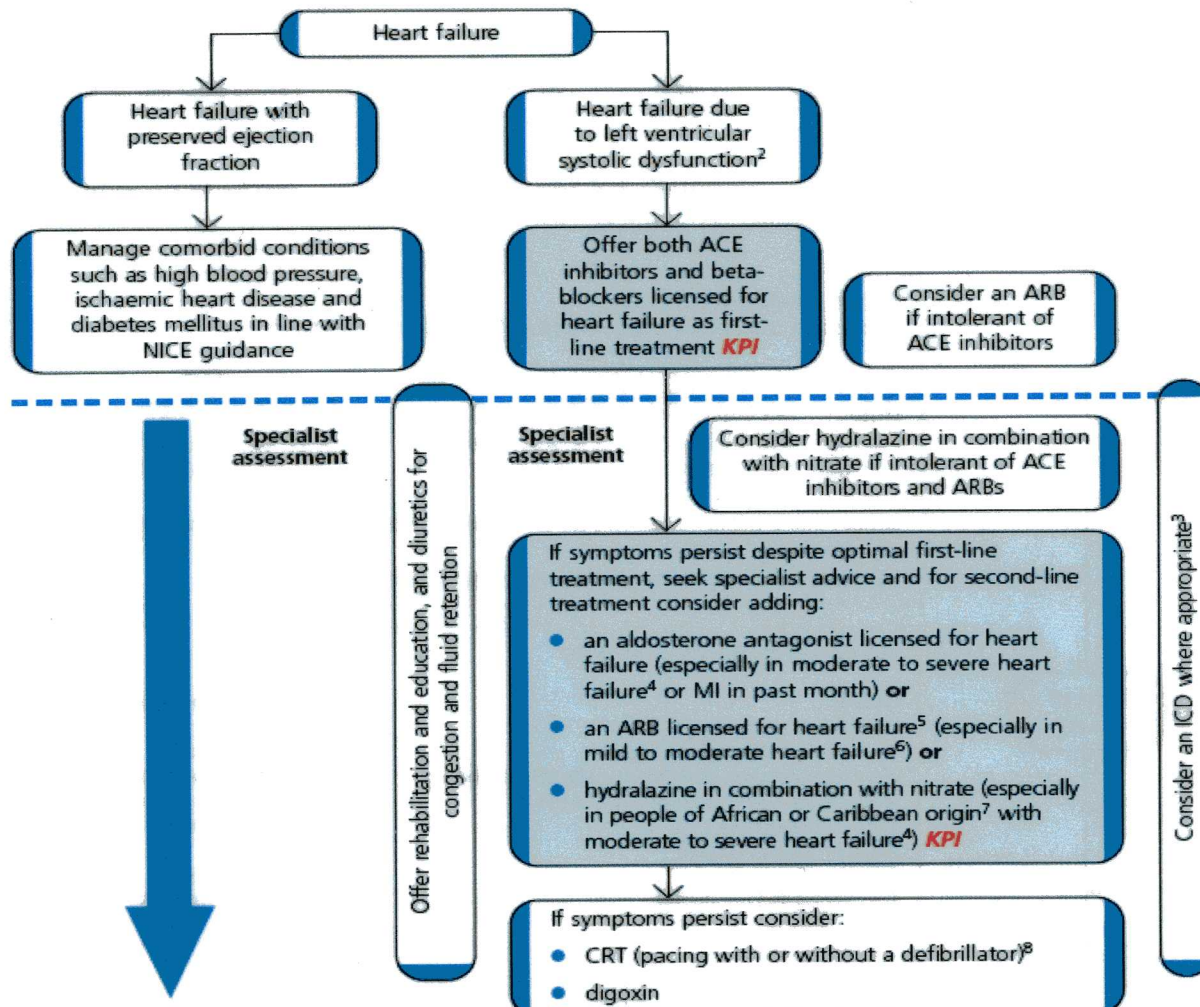 Heart failure
Heart failure with
preserved ejection
fraction
Heart failure due
to left ventricular
systolic dysfunction²
Manage comorbid conditions
such as high blood pressure,
ischaemic heart disease and
diabetes mellitus in line with
NICE guidance
Offer both ACE
inhibitors and beta-
blockers licensed for
heart failure as first-
line treatment KPI
Consider an ARB
if intolerant of
ACE inhibitors
Specialist
assessment
Offer rehabilitation and education, and diuretics for
congestion and fluid retention
Specialist
assessment
Consider hydralazine in combination
with nitrate if intolerant of ACE
inhibitors and ARBs
Consider an ICD where appropriate³
If symptoms persist despite optimal first-line
treatment, seek specialist advice and for second-line
treatment consider adding:
● an aldosterone antagonist licensed for heart
failure (especially in moderate to severe heart
failure⁴ or MI in past month) or
● an ARB licensed for heart failure⁵ (especially in
mild to moderate heart failure⁶) or
● hydralazine in combination with nitrate (especially
in people of African or Caribbean origin⁷ with
moderate to severe heart failure⁴) KPI
If symptoms persist consider:
● CRT (pacing with or without a defibrillator)⁸
● digoxin